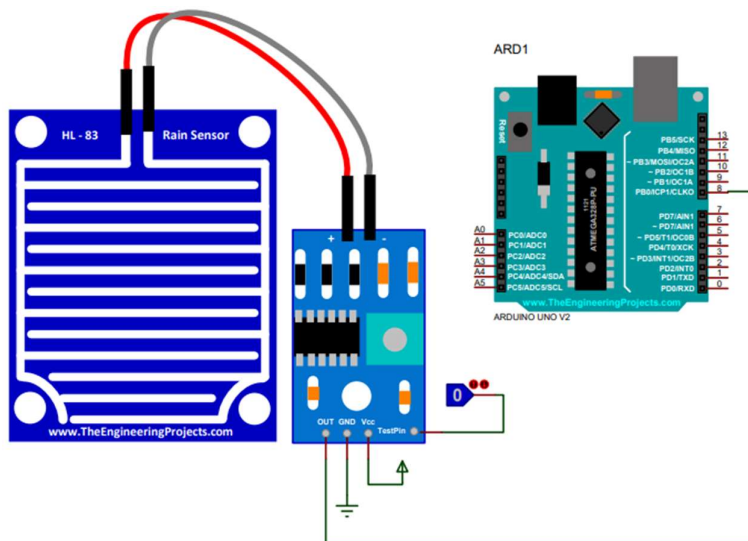 ARD1
HL - 83 Rain Sensor
www.TheEngineeringProjects.com
+ -
OUT GND Vcc TestPin
0
Reset
1121
ATMEGA328P-PU
PB5/SCK 13
PB4/MISO 12
~ PB3/MOSI/OC2A 11
~ PB2/OC1B 10
~ PB1/OC1A 9
PB0/ICP1/CLKO 8
PD7/AIN1 7
~ PD7/AIN1 6
~ PD5/T1/OC0B 5
PD4/T0/XCK 4
~ PD3/INT1/OC2B 3
PD2/INT0 2
PD1/TXD 1
PD0/RXD 0
A0 PC0/ADC0
A1 PC1/ADC1
A2 PC2/ADC2
A3 PC3/ADC3
A4 PC4/ADC4/SDA
A5 PC5/ADC5/SCL
www.TheEngineeringProjects.com
ARDUINO UNO V2